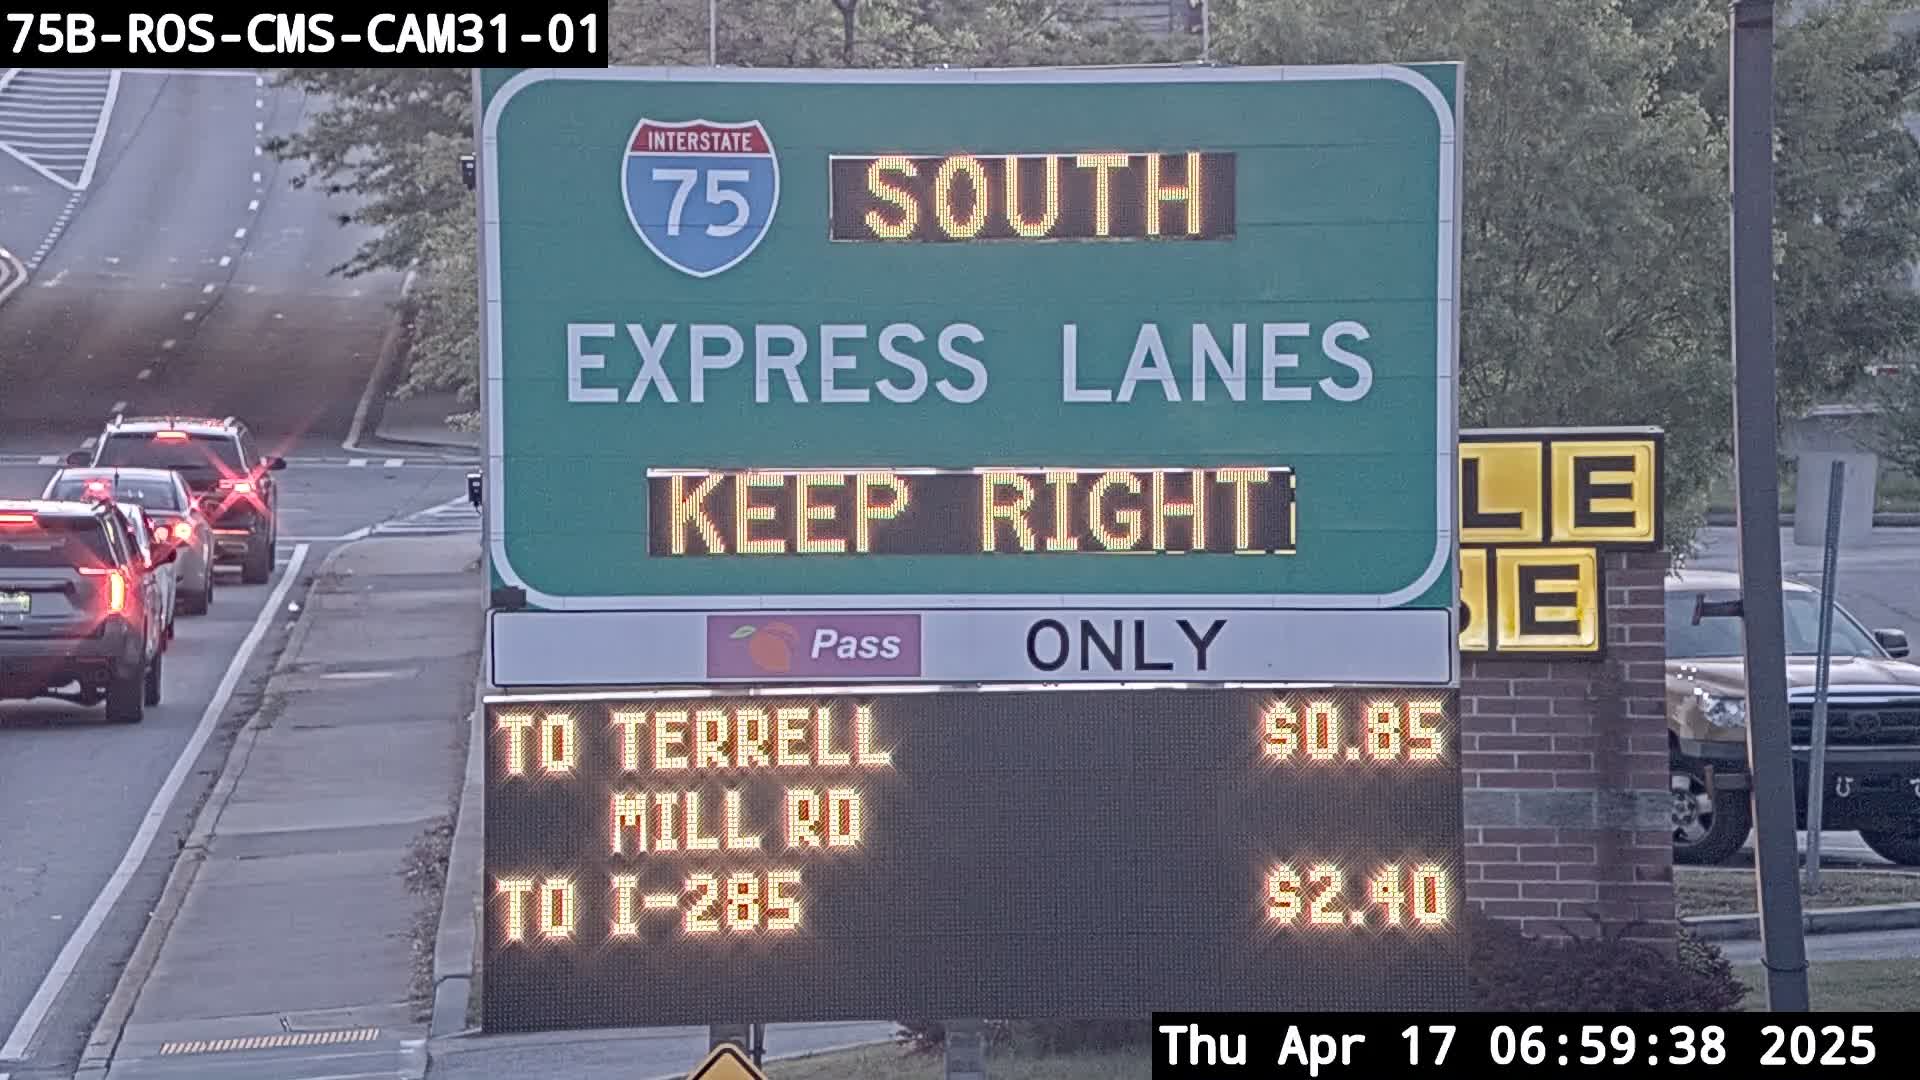 75B-ROS-CMS-CAM31-01
INTERSTATE
75
SOUTH
EXPRESS LANES
KEEP RIGHT
Pass ONLY
TO TERRELL $0.85
MILL RD
TO I-285 $2.40
LE
E
Thu Apr 17 06:59:38 2025